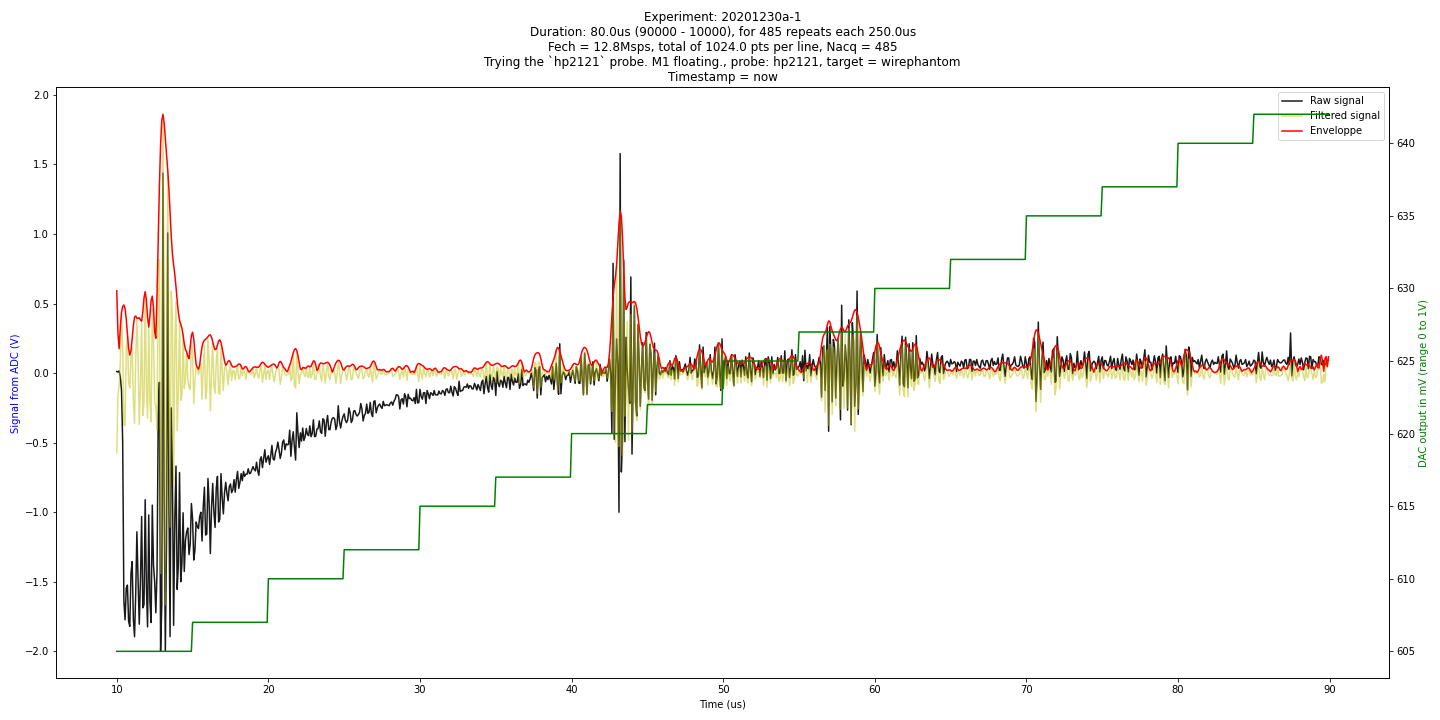 Experiment: 20201230a-1
Duration: 80.0us (90000 - 10000), for 485 repeats each 250.0us
Fech = 12.8Msps, total of 1024.0 pts per line, Nacq = 485
Trying the `hp2121` probe. M1 floating., probe: hp2121, target = wirephantom
Timestamp = now
Raw signal
Filtered signal
Enveloppe
Signal from ADC (V)
2.0
1.5
1.0
0.5
0.0
−0.5
−1.0
−1.5
−2.0
DAC output in mV (range 0 to 1V)
640
635
630
625
620
615
610
605
10
20
30
40
50
60
70
80
90
Time (us)